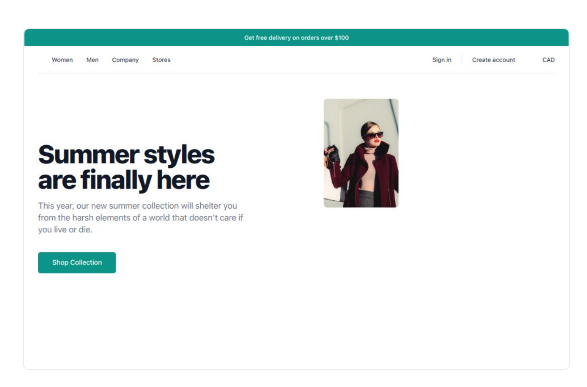 Get free delivery on orders over $100
Women Men Company Stores Sign in Create account CAD
Summer styles
are finally here
This year, our new summer collection will shelter you
from the harsh elements of a world that doesn't care if
you live or die.
Shop Collection